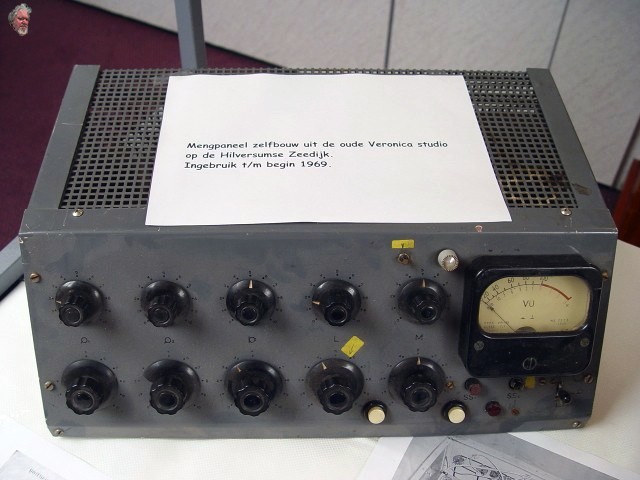 Mengpaneel zelfbouw uit de oude Veronica studio
op de Hilversumse Zeedijk.
Ingebruik t/m begin 1969.
VU
D
L
M